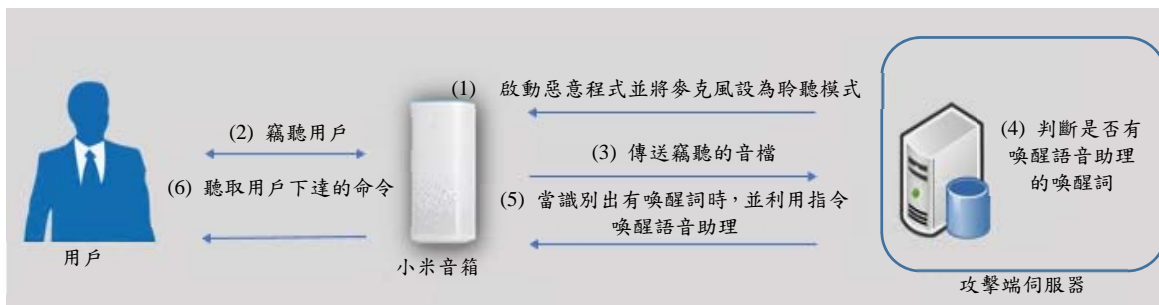 (1) 啟動惡意程式並將麥克風設為聆聽模式
(2) 竊聽用戶
(3) 傳送竊聽的音檔
(4) 判斷是否有
喚醒語音助理
的喚醒詞
(5) 當識別出有喚醒詞時，並利用指令
喚醒語音助理
(6) 聽取用戶下達的命令
用戶
小米音箱
攻擊端伺服器